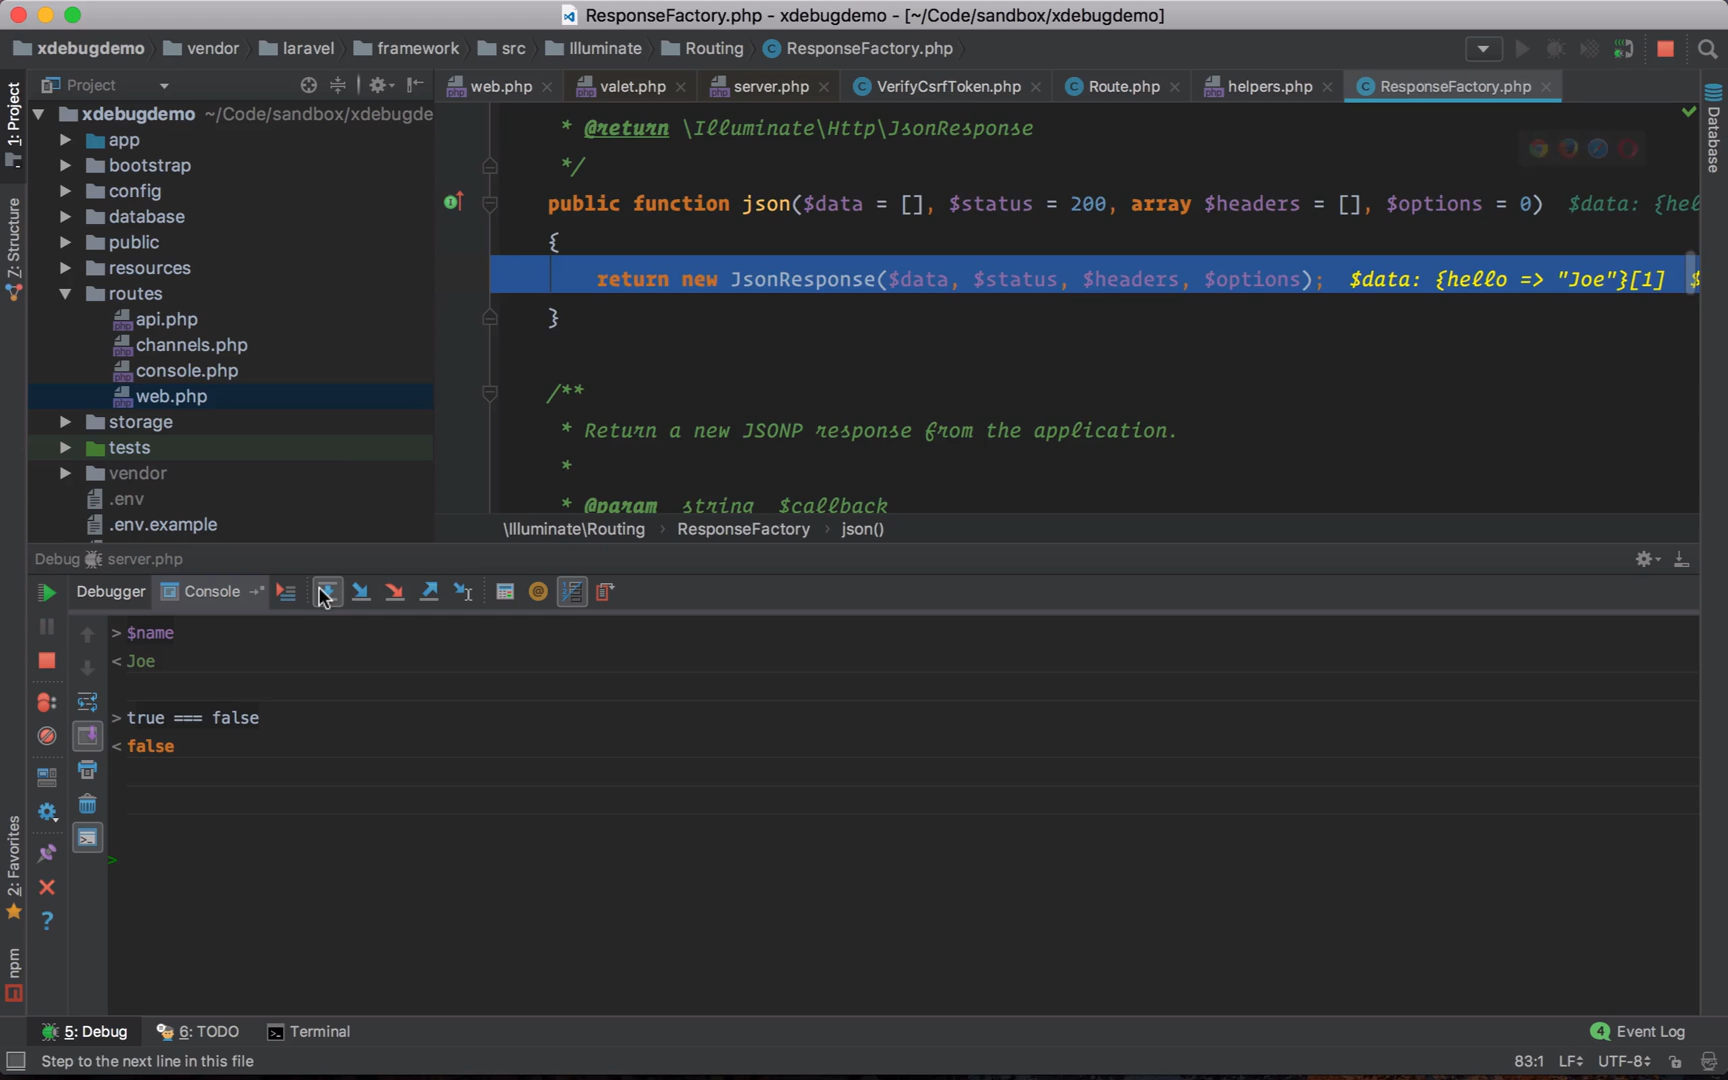 ResponseFactory.php - xdebugdemo - [~/Code/sandbox/xdebugdemo]
xdebugdemo vendor laravel framework src Illuminate Routing ResponseFactory.php
Project
web.php valet.php server.php VerifyCsrfToken.php Route.php helpers.php ResponseFactory.php
1: Project
7: Structure
2: Favorites
npm
Database
xdebugdemo ~/Code/sandbox/xdebugde
app
bootstrap
config
database
public
resources
routes
api.php
channels.php
console.php
web.php
storage
tests
vendor
.env
.env.example
* @return \Illuminate\Http\JsonResponse
*/
public function json($data = [], $status = 200, array $headers = [], $options = 0) $data: {hel
{
return new JsonResponse($data, $status, $headers, $options); $data: {hello => "Joe"}[1] $
}
/**
* Return a new JSONP response from the application.
*
* @param string $callback
\Illuminate\Routing ResponseFactory json()
Debug server.php
Debugger Console
> $name
< Joe
> true === false
< false
>
5: Debug 6: TODO Terminal 4 Event Log
Step to the next line in this file 83:1 LF UTF-8